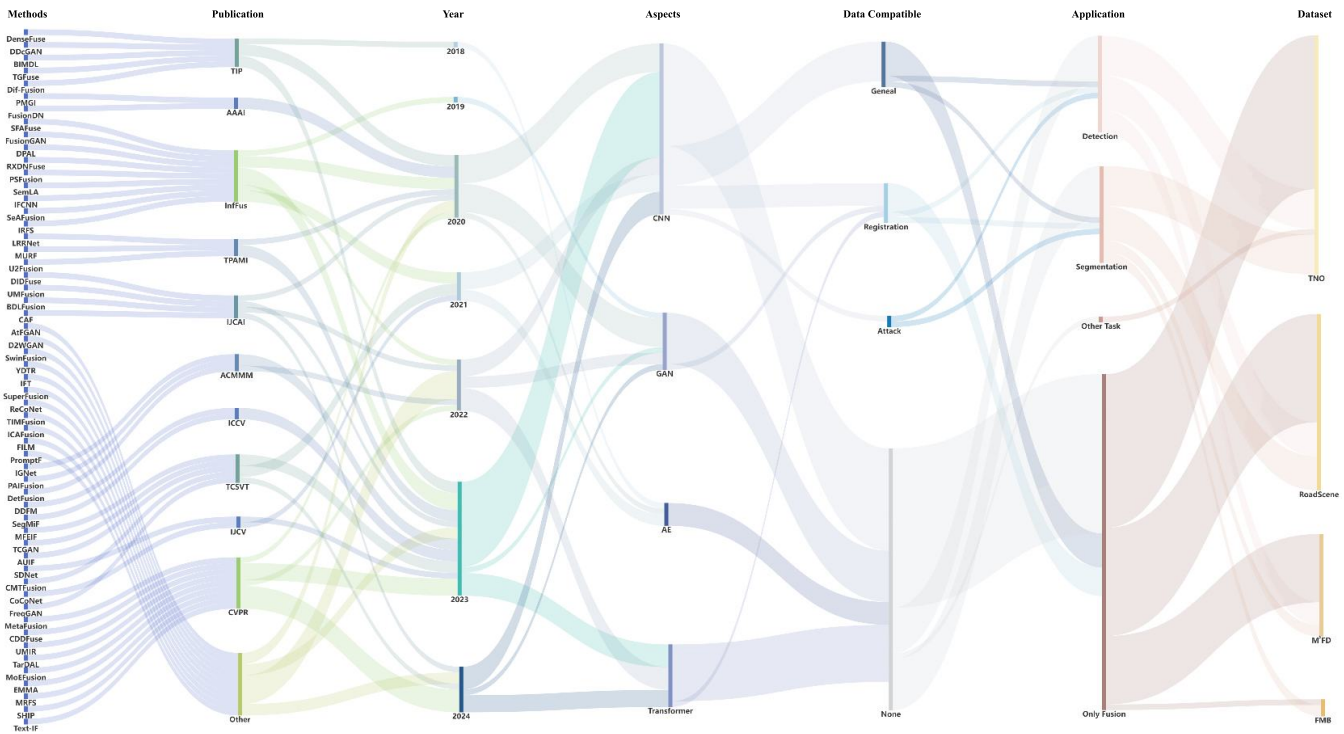 Methods
Publication
Year
Aspects
Data Compatible
Application
Dataset
DenseFuse
DDcGAN
BIMDL
TGFuse
Dif-Fusion
PMGI
FusionDN
SFAFuse
FusionGAN
DPAL
RXDNFuse
PSFusion
SemLA
IFCNN
SeAFusion
IRFS
LRRNet
MURF
U2Fusion
DIDFuse
UMFusion
BDLFusion
CAF
AtFGAN
D2WGAN
SwinFusion
YDTR
IFT
SuperFusion
ReCoNet
TIMFusion
ICAFusion
FILM
PromptF
IGNet
PAIFusion
DetFusion
DDFM
SegMiF
MFEIF
TCGAN
AUIF
SDNet
CMTFusion
CoCoNet
FreqGAN
MetaFusion
CDDFuse
UMIR
TarDAL
MoEFusion
EMMA
MRFS
SHIP
Text-IF
TIP
AAAI
InfFus
TPAMI
IJCAI
ACMMM
ICCV
TCSVT
IJCV
CVPR
Other
2018
2019
2020
2021
2022
2023
2024
CNN
GAN
AE
Transformer
Geneal
Registration
Attack
None
Detection
Segmentation
Other Task
Only Fusion
TNO
RoadScene
MFD
FMB